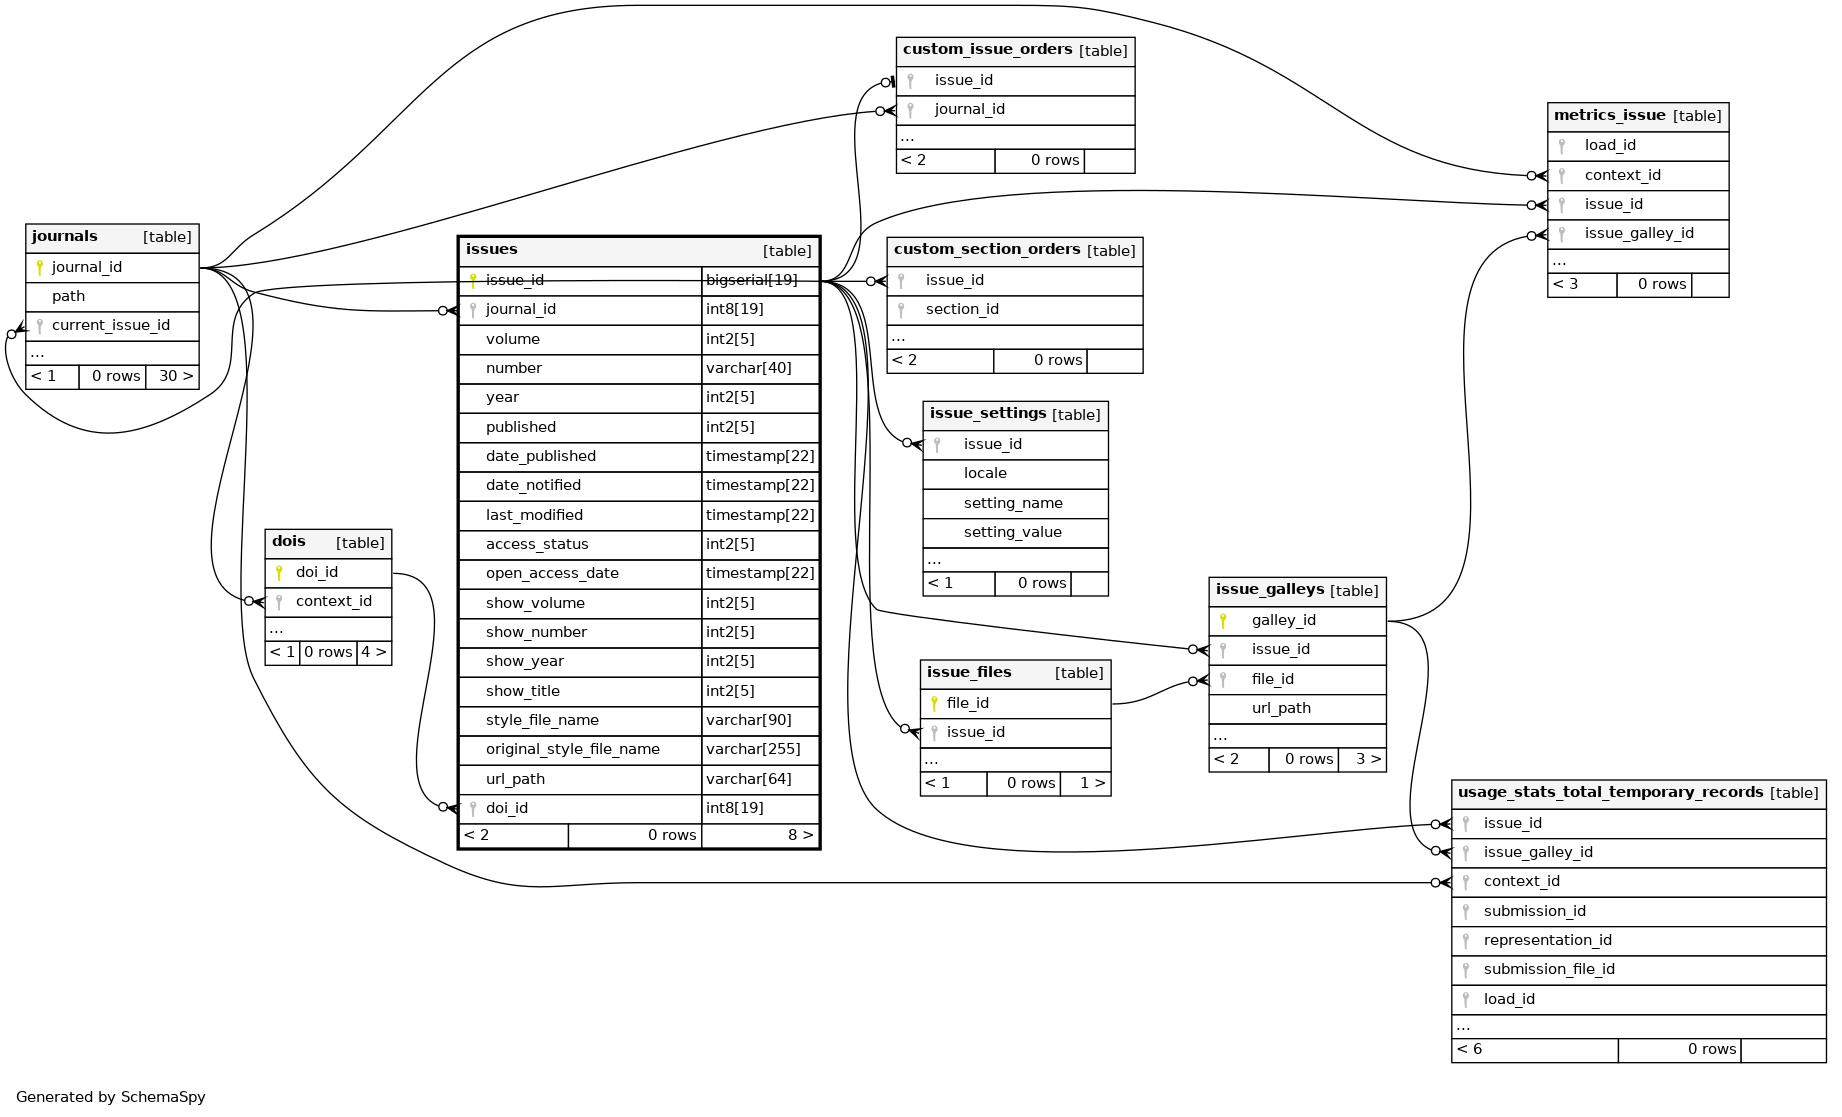 custom_issue_orders [table]
issue_id
journal_id
...
< 2 0 rows
metrics_issue [table]
load_id
context_id
issue_id
issue_galley_id
...
< 3 0 rows
journals [table]
journal_id
path
current_issue_id
...
< 1 0 rows 30 >
issues [table]
issue_id bigserial[19]
journal_id int8[19]
volume int2[5]
number varchar[40]
year int2[5]
published int2[5]
date_published timestamp[22]
date_notified timestamp[22]
last_modified timestamp[22]
access_status int2[5]
open_access_date timestamp[22]
show_volume int2[5]
show_number int2[5]
show_year int2[5]
show_title int2[5]
style_file_name varchar[90]
original_style_file_name varchar[255]
url_path varchar[64]
doi_id int8[19]
< 2 0 rows 8 >
custom_section_orders [table]
issue_id
section_id
...
< 2 0 rows
issue_settings [table]
issue_id
locale
setting_name
setting_value
...
< 1 0 rows
dois [table]
doi_id
context_id
...
< 1 0 rows 4 >
issue_galleys [table]
galley_id
issue_id
file_id
url_path
...
< 2 0 rows 3 >
issue_files [table]
file_id
issue_id
...
< 1 0 rows 1 >
usage_stats_total_temporary_records [table]
issue_id
issue_galley_id
context_id
submission_id
representation_id
submission_file_id
load_id
...
< 6 0 rows
Generated by SchemaSpy